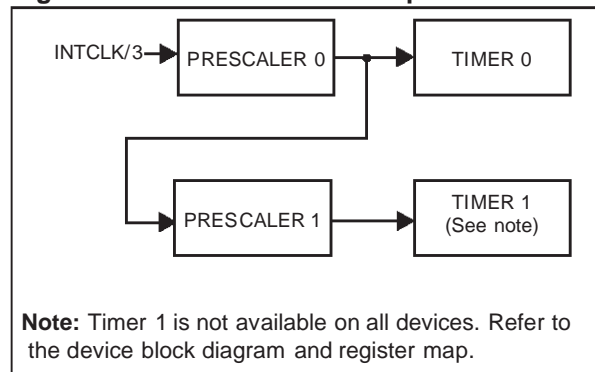 INTCLK/3
PRESCALER 0
TIMER 0
PRESCALER 1
TIMER 1
(See note)
Note: Timer 1 is not available on all devices. Refer to
the device block diagram and register map.